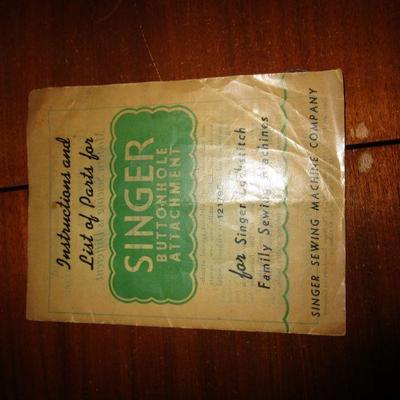 Instructions and
List of Parts for
SINGER
BUTTONHOLE
ATTACHMENT
for Singer Lockstitch
Family Sewing Machines
SINGER SEWING MACHINE COMPANY